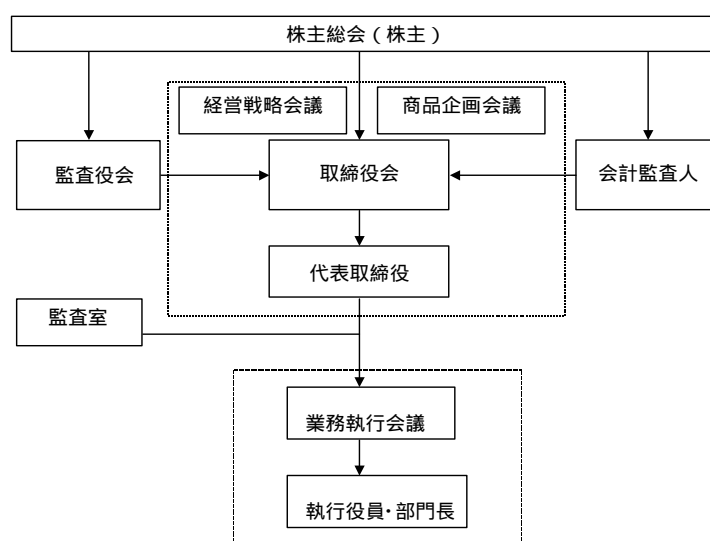 株主総会（株主）
経営戦略会議
商品企画会議
監査役会
取締役会
会計監査人
代表取締役
監査室
業務執行会議
執行役員・部門長